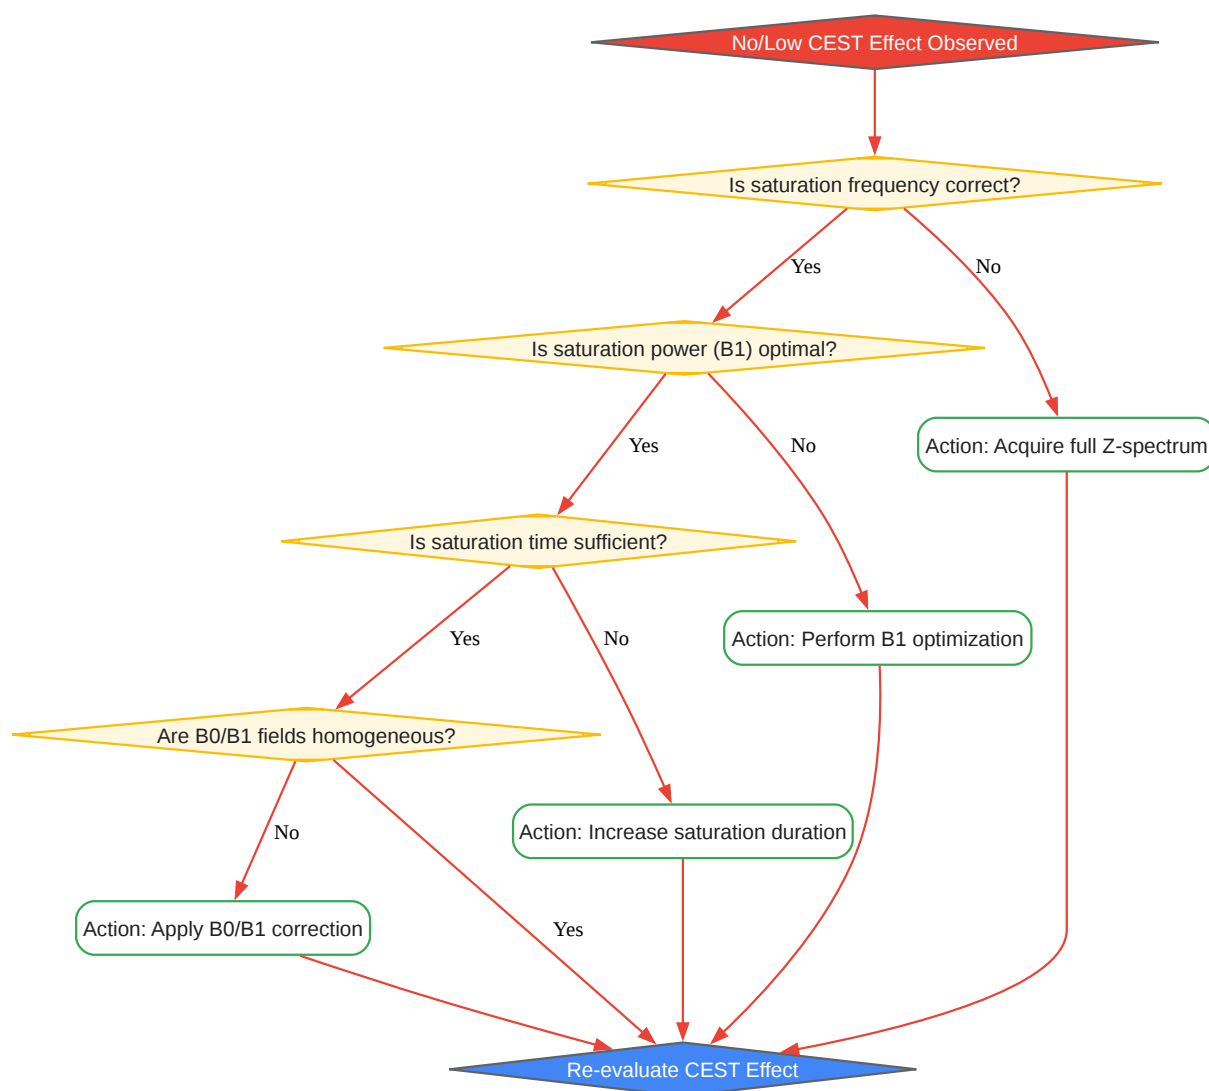 No/Low CEST Effect Observed
Is saturation frequency correct?
Yes
No
Is saturation power (B1) optimal?
Yes
No
Action: Acquire full Z-spectrum
Is saturation time sufficient?
Yes
No
Action: Perform B1 optimization
Are B0/B1 fields homogeneous?
No
Action: Increase saturation duration
Action: Apply B0/B1 correction
Yes
Re-evaluate CEST Effect